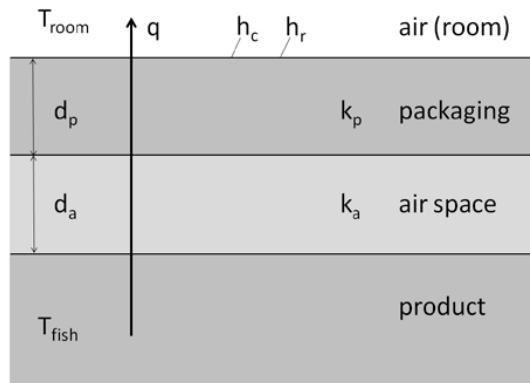 T_room q h_c h_r air (room)
d_p k_p packaging
d_a k_a air space
product
T_fish